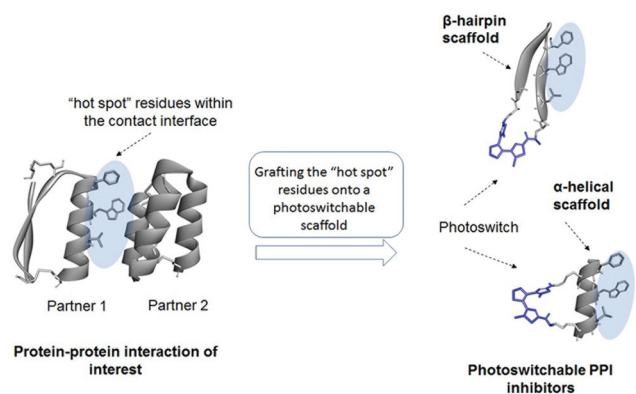 β-hairpin
scaffold
"hot spot" residues within
the contact interface
Grafting the "hot spot"
residues onto a
photoswitchable
scaffold
α-helical
scaffold
Photoswitch
Partner 1
Partner 2
Protein-protein interaction of
interest
Photoswitchable PPI
inhibitors